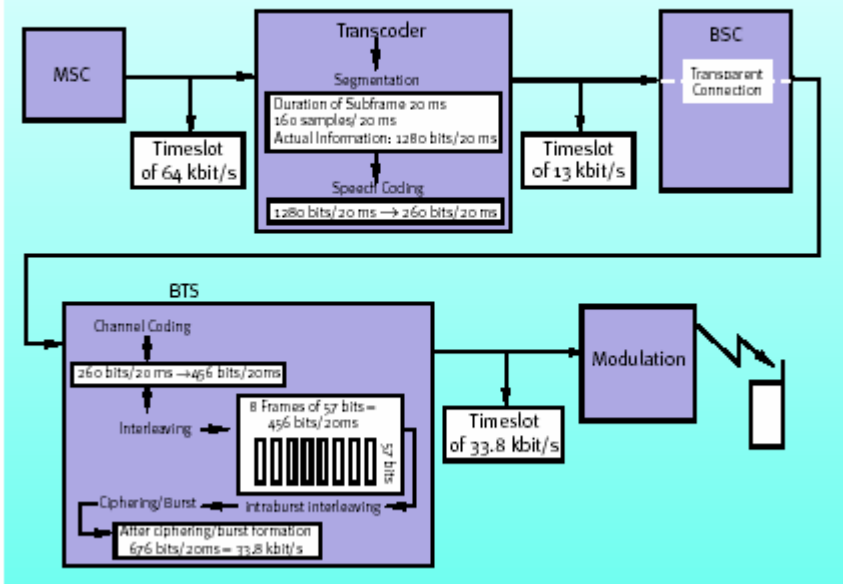 MSC
Timeslot
of 64 kbit/s
Transcoder
Segmentation
Duration of Subframe 20 ms
160 samples/20 ms
Actual Information: 1280 bits/20 ms
Speech Coding
1280 bits/20 ms → 260 bits/20 ms
Timeslot
of 13 kbit/s
BSC
Transparent
Connection
BTS
Channel Coding
260 bits/20 ms →456 bits/20ms
Interleaving
8 Frames of 57 bits=
456 bits/20ms
57 bits
Ciphering/Burst
intraburst interleaving
After ciphering/burst formation
676 bits/20ms= 33.8 kbit/s
Timeslot
of 33.8 kbit/s
Modulation